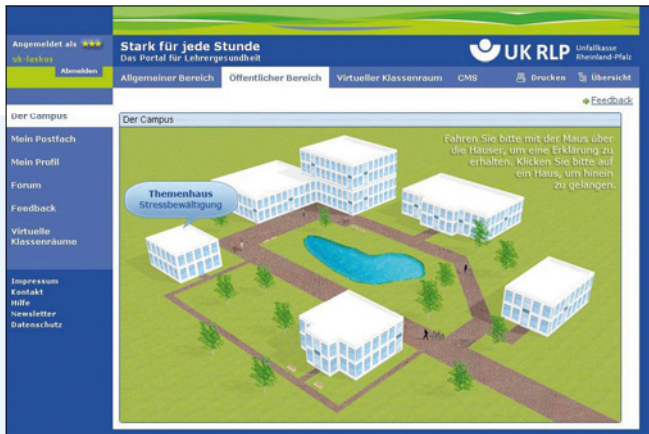 Angemeldet als
uk-laskus
Abmelden
Stark für jede Stunde
Das Portal für Lehrergesundheit
UK RLP
Unfallkasse
Rheinland-Pfalz
Allgemeiner Bereich
Öffentlicher Bereich
Virtueller Klassenraum
CMS
Drucken
Übersicht
Feedback
Der Campus
Mein Postfach
Mein Profil
Forum
Feedback
Virtuelle
Klassenräume
Impressum
Kontakt
Hilfe
Newsletter
Datenschutz
Der Campus
Fahren Sie bitte mit der Maus über
die Häuser, um eine Erklärung zu
erhalten. Klicken Sie bitte auf
ein Haus, um hinein
zu gelangen.
Themenhaus
Stressbewältigung